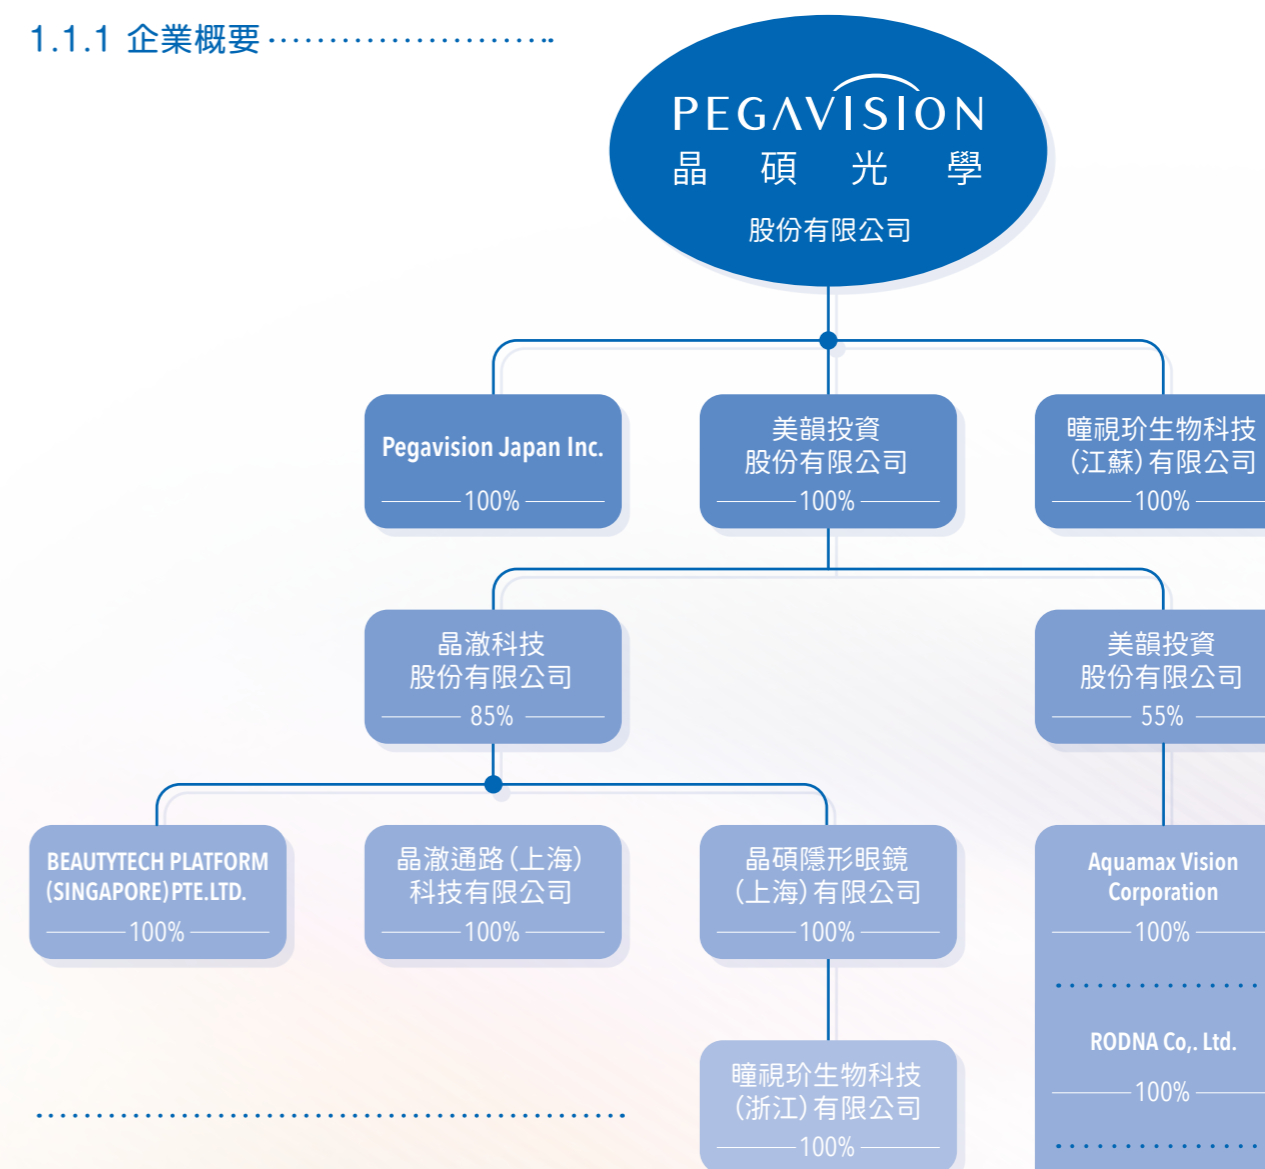 1.1.1 企業概要
PEGAVISION
晶碩光學
股份有限公司
Pegavision Japan Inc.
100%
美韻投資
股份有限公司
100%
瞳視玠生物科技
（江蘇）有限公司
100%
晶澈科技
股份有限公司
85%
美韻投資
股份有限公司
55%
BEAUTYTECH PLATFORM
(SINGAPORE)PTE.LTD.
100%
晶澈通路（上海）
科技有限公司
100%
晶碩隱形眼鏡
（上海）有限公司
100%
Aquamax Vision
Corporation
100%
RODNA Co,. Ltd.
100%
瞳視玠生物科技
（浙江）有限公司
100%